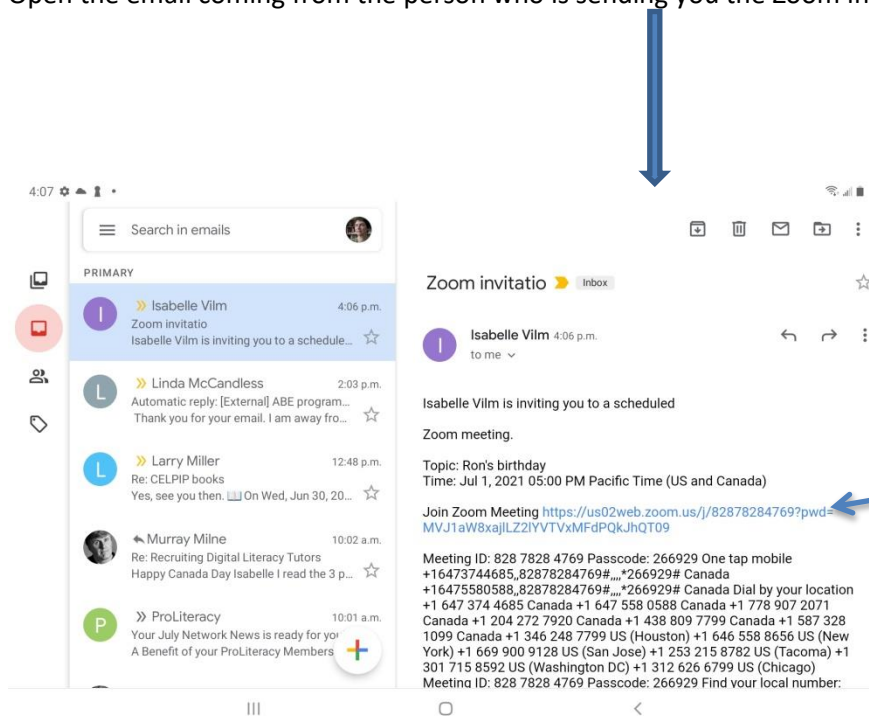 Open the email coming from the person who is sending you the Zoom in
4:07
Search in emails
PRIMARY
I
Isabelle Vilm 4:06 p.m.
Zoom invitatio
Isabelle Vilm is inviting you to a schedule...
L
Linda McCandless 2:03 p.m.
Automatic reply: [External] ABE program...
Thank you for your email. I am away fro...
L
Larry Miller 12:48 p.m.
Re: CELPIP books
Yes, see you then. 📖 On Wed, Jun 30, 20...
Murray Milne 10:02 a.m.
Re: Recruiting Digital Literacy Tutors
Happy Canada Day Isabelle I read the 3 p...
P
ProLiteracy 10:01 a.m.
Your July Network News is ready for you
A Benefit of your ProLiteracy Members
Zoom invitatio Inbox
I
Isabelle Vilm 4:06 p.m.
to me
Isabelle Vilm is inviting you to a scheduled
Zoom meeting.
Topic: Ron's birthday
Time: Jul 1, 2021 05:00 PM Pacific Time (US and Canada)
Join Zoom Meeting https://us02web.zoom.us/j/82878284769?pwd=
MVJ1aW8xajlLZ2lYVTVxMFdPQkJhQT09
Meeting ID: 828 7828 4769 Passcode: 266929 One tap mobile
+16473744685,,82878284769#,,,,*266929# Canada
+16475580588,,82878284769#,,,,*266929# Canada Dial by your location
+1 647 374 4685 Canada +1 647 558 0588 Canada +1 778 907 2071
Canada +1 204 272 7920 Canada +1 438 809 7799 Canada +1 587 328
1099 Canada +1 346 248 7799 US (Houston) +1 646 558 8656 US (New
York) +1 669 900 9128 US (San Jose) +1 253 215 8782 US (Tacoma) +1
301 715 8592 US (Washington DC) +1 312 626 6799 US (Chicago)
Meeting ID: 828 7828 4769 Passcode: 266929 Find your local number: